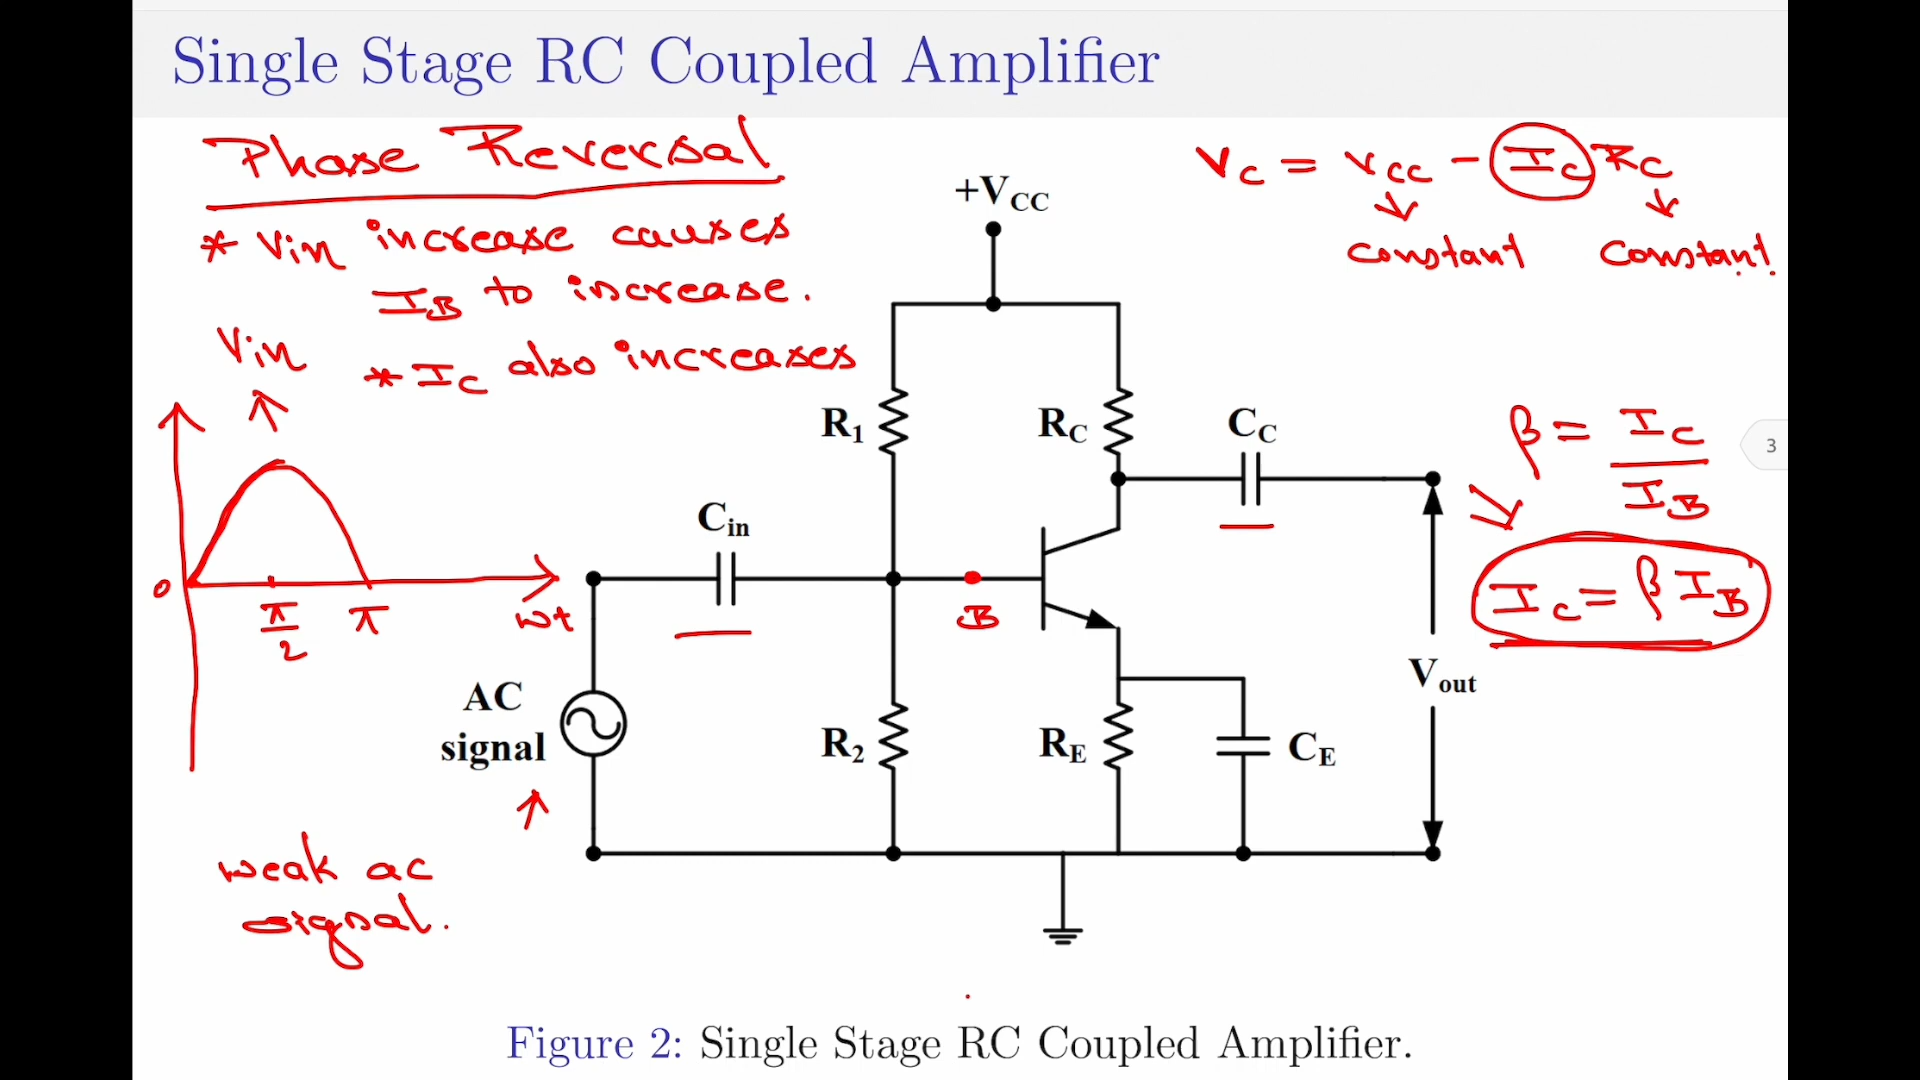 Single Stage RC Coupled Amplifier
Phase Reversal
* Vin increase causes
IB to increase.
* Ic also increases
Vin
0
π/2
π
wt
weak ac
signal.
+VCC
R1
RC
CC
Cin
B
AC
signal
R2
RE
CE
Vout
Vc = Vcc - Ic Rc
constant constant.
β = Ic
IB
Ic = β IB
3
Figure 2: Single Stage RC Coupled Amplifier.